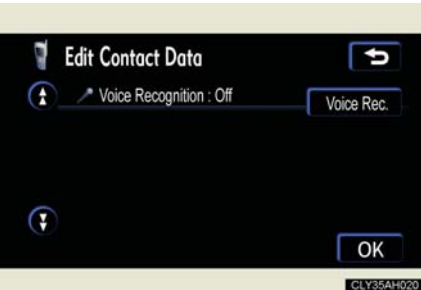 Edit Contact Data
Voice Recognition : Off
Voice Rec.
OK
CLY35AH020